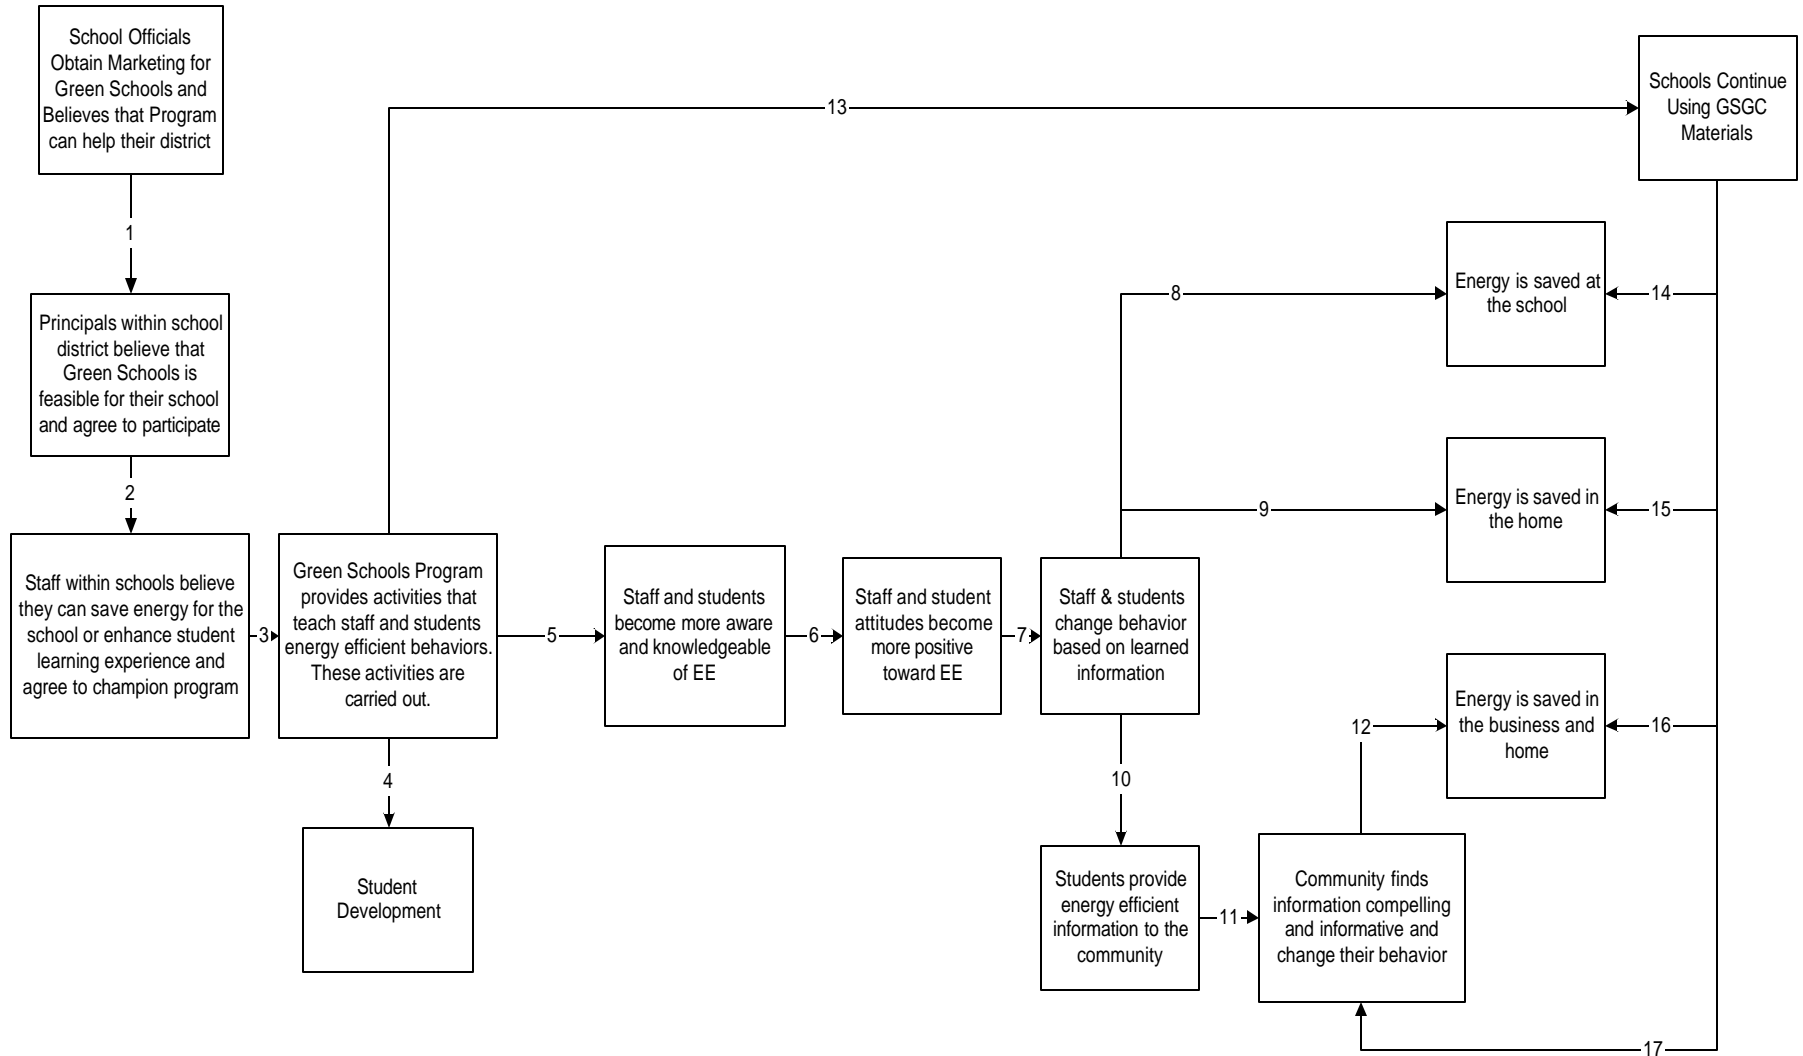 School Officials
Obtain Marketing for
Green Schools and
Believes that Program
can help their district
13
Schools Continue
Using GSGC
Materials
1
8
Energy is saved at
the school
14
Principals within school
district believe that
Green Schools is
feasible for their school
and agree to participate
2
9
Energy is saved in
the home
15
Staff within schools believe
they can save energy for the
school or enhance student
learning experience and
agree to champion program
3
Green Schools Program
provides activities that
teach staff and students
energy efficient behaviors.
These activities are
carried out.
5
Staff and students
become more aware
and knowledgeable
of EE
6
Staff and student
attitudes become
more positive
toward EE
7
Staff & students
change behavior
based on learned
information
12
Energy is saved in
the business and
home
16
4
10
Student
Development
Students provide
energy efficient
information to the
community
11
Community finds
information compelling
and informative and
change their behavior
17